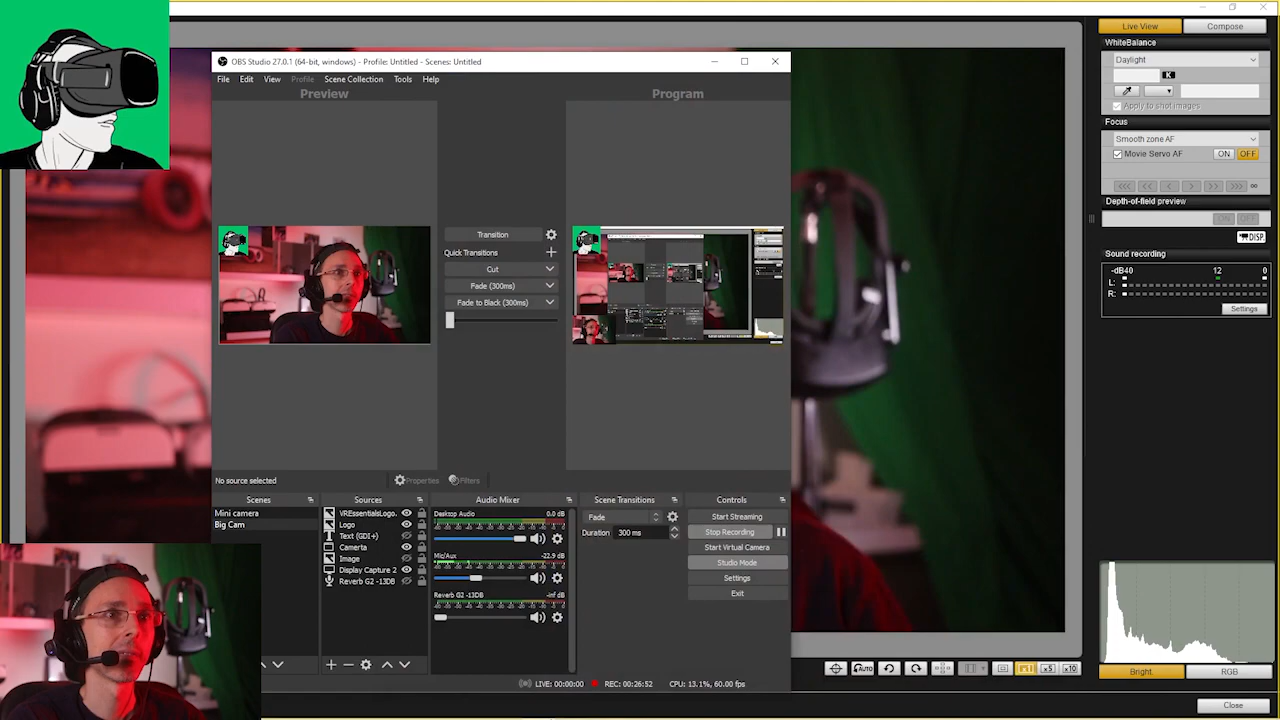 OBS Studio 27.0.1 (64-bit, windows) - Profile: Untitled - Scenes: Untitled
File Edit View Profile Scene Collection Tools Help
Preview
Program
Transition
Quick Transitions
Cut
Fade (300ms)
Fade to Black (300ms)
No source selected
Properties
Filters
Scenes
Mini camera
Big Cam
Sources
VREssentialsLogo.
Logo
Text (GDI+)
Camerta
Image
Display Capture 2
Reverb G2 -13DB
Audio Mixer
Desktop Audio 0.0 dB
Mic/Aux -22.9 dB
Reverb G2 -13DB -inf dB
Scene Transitions
Fade
Duration 300 ms
Controls
Start Streaming
Stop Recording
Start Virtual Camera
Studio Mode
Settings
Exit
LIVE: 00:00:00 REC: 00:26:52 CPU: 13.1%, 60.00 fps
Live View Compose
WhiteBalance
Daylight
K
Apply to shot images
Focus
Smooth zone AF
Movie Servo AF ON OFF
Depth-of-field preview
ON OFF
DISP.
Sound recording
-dB40 12 0
L:
R:
Settings
AUTO
x1 x5 x10
Bright. RGB
Close